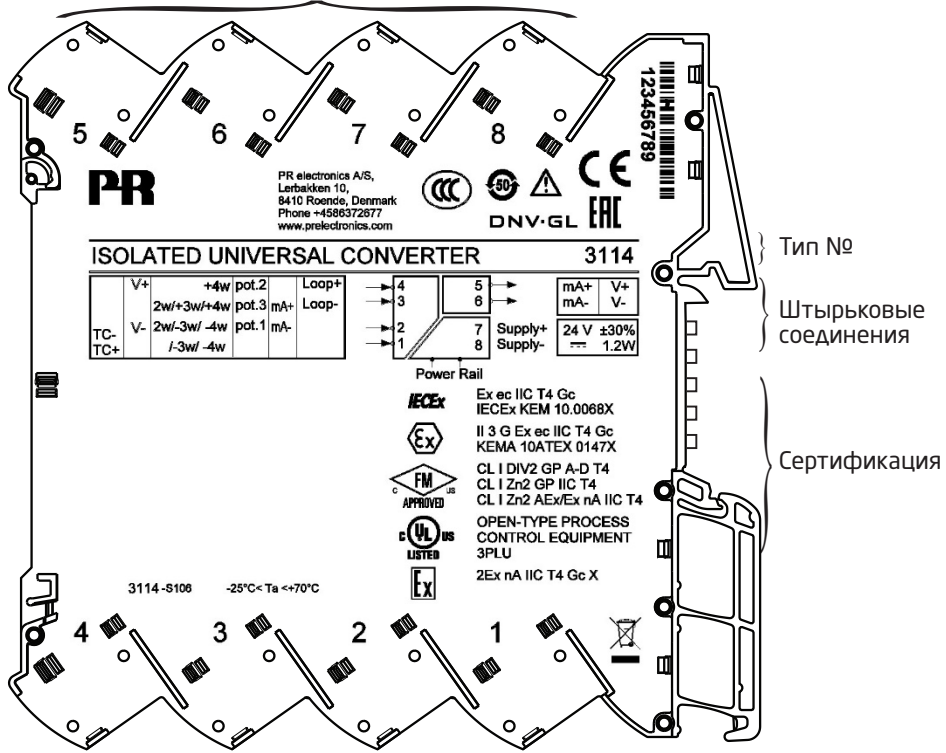 5 6 7 8
123456789
PR
PR electronics A/S,
Lerbakken 10,
8410 Roende, Denmark
Phone +4586372677
www.prelectronics.com
CCC
50
CE
DNV·GL
EAC
ISOLATED UNIVERSAL CONVERTER 3114
Тип №
V+ +4w pot.2 Loop+
2w/+3w/+4w pot.3 mA+ Loop-
TC- V- 2w/-3w/ -4w pot.1 mA-
TC+ /-3w/ -4w
4 5
3 6
2 7 Supply+
1 8 Supply-
mA+ V+
mA- V-
24 V ±30%
1.2W
Power Rail
Штырьковые
соединения
IECEx
Ex ec IIC T4 Gc
IECEx KEM 10.0068X
Ex
II 3 G Ex ec IIC T4 Gc
KEMA 10ATEX 0147X
FM
C US
APPROVED
CL I DIV2 GP A-D T4
CL I Zn2 GP IIC T4
CL I Zn2 AEx/Ex nA IIC T4
Сертификация
C UL US
LISTED
OPEN-TYPE PROCESS
CONTROL EQUIPMENT
3PLU
Ex
2Ex nA IIC T4 Gc X
3114-S106 -25°C< Ta <+70°C
4 3 2 1